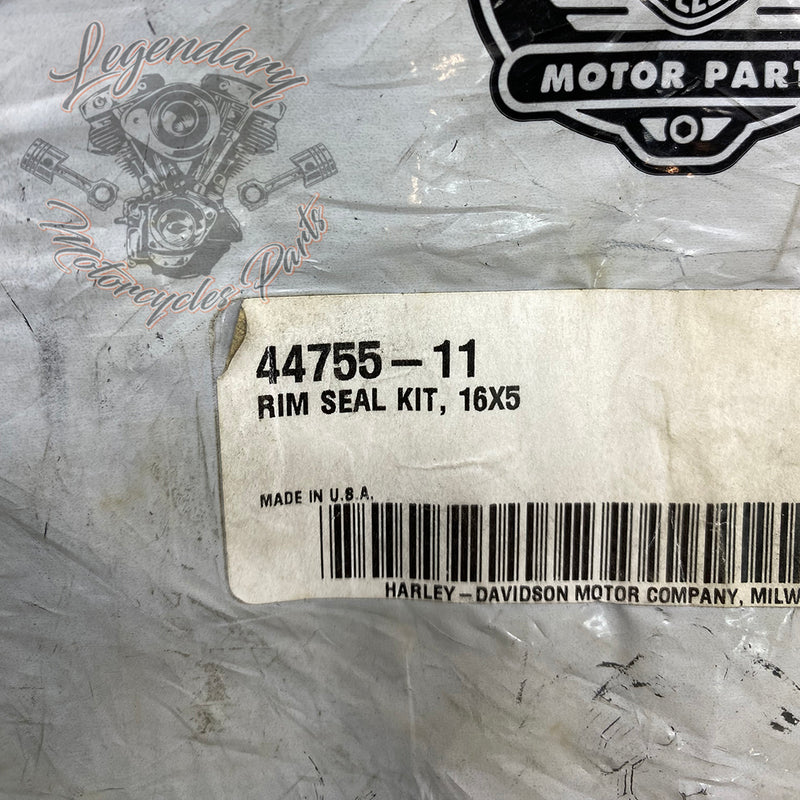 Legendary
Motorcycles Parts
MOTOR PART
44755-11
RIM SEAL KIT, 16X5
MADE IN U.S.A.
HARLEY-DAVIDSON MOTOR COMPANY, MILW